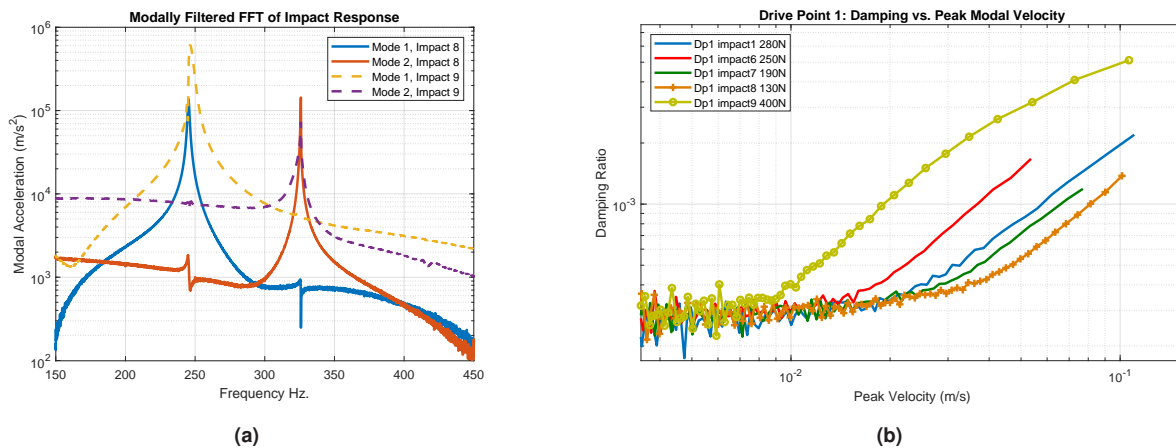 Modally Filtered FFT of Impact Response
10^6
10^5
10^4
10^3
10^2
Modal Acceleration (m/s^2)
Mode 1, Impact 8
Mode 2, Impact 8
Mode 1, Impact 9
Mode 2, Impact 9
150 200 250 300 350 400 450
Frequency Hz.
(a)
Drive Point 1: Damping vs. Peak Modal Velocity
Damping Ratio
10^-3
Dp1 impact1 280N
Dp1 impact6 250N
Dp1 impact7 190N
Dp1 impact8 130N
Dp1 impact9 400N
10^-2 10^-1
Peak Velocity (m/s)
(b)